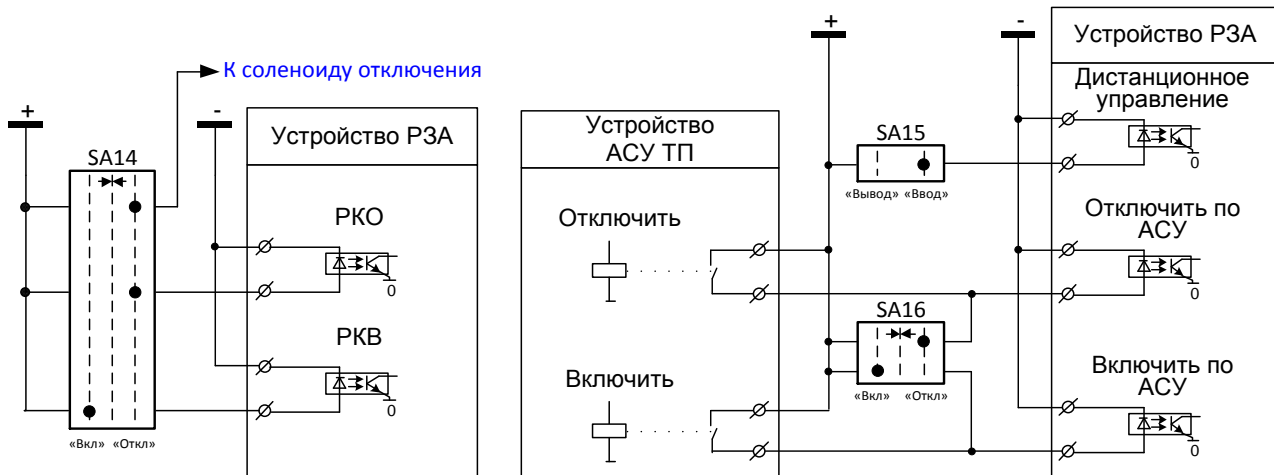 К соленоиду отключения
+
-
SA14
«Вкл» «Откл»
Устройство РЗА
РКО
0
РКВ
0
Устройство
АСУ ТП
Отключить
Включить
+
-
SA15
«Вывод» «Ввод»
SA16
«Вкл» «Откл»
Устройство РЗА
Дистанционное
управление
0
Отключить по
АСУ
0
Включить по
АСУ
0